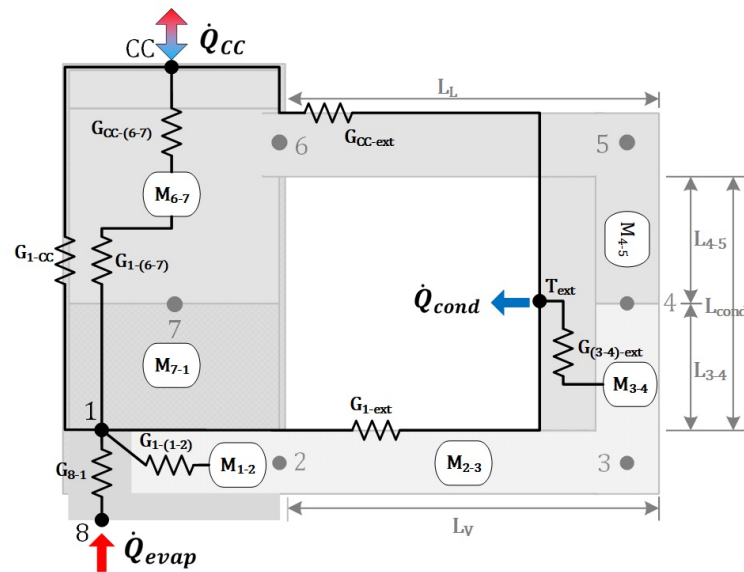 CC Q̇CC
LL
GCC-(6-7)
GCC-ext
6
5
M6-7
G1-CC
G1-(6-7)
M4-5
L4-5
Text
Q̇cond
4
Lcond
7
G(3-4)-ext
M7-1
M3-4
L3-4
G1-ext
1
G1-(1-2)
G8-1
M1-2
2
M2-3
3
LV
8
Q̇evap